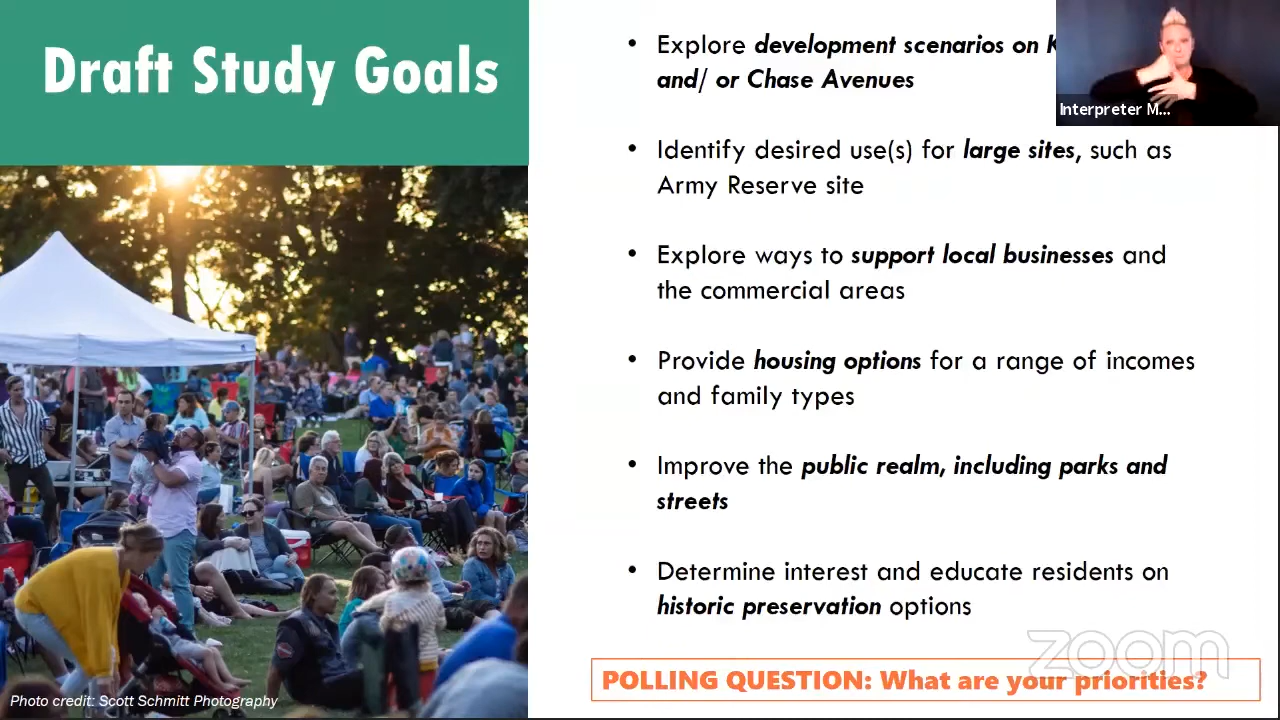 Draft Study Goals
• Explore development scenarios on
and/ or Chase Avenues
Interpreter M...
• Identify desired use(s) for large sites, such as
Army Reserve site
• Explore ways to support local businesses and
the commercial areas
• Provide housing options for a range of incomes
and family types
• Improve the public realm, including parks and
streets
• Determine interest and educate residents on
historic preservation options
zoom
POLLING QUESTION: What are your priorities?
Photo credit: Scott Schmitt Photography